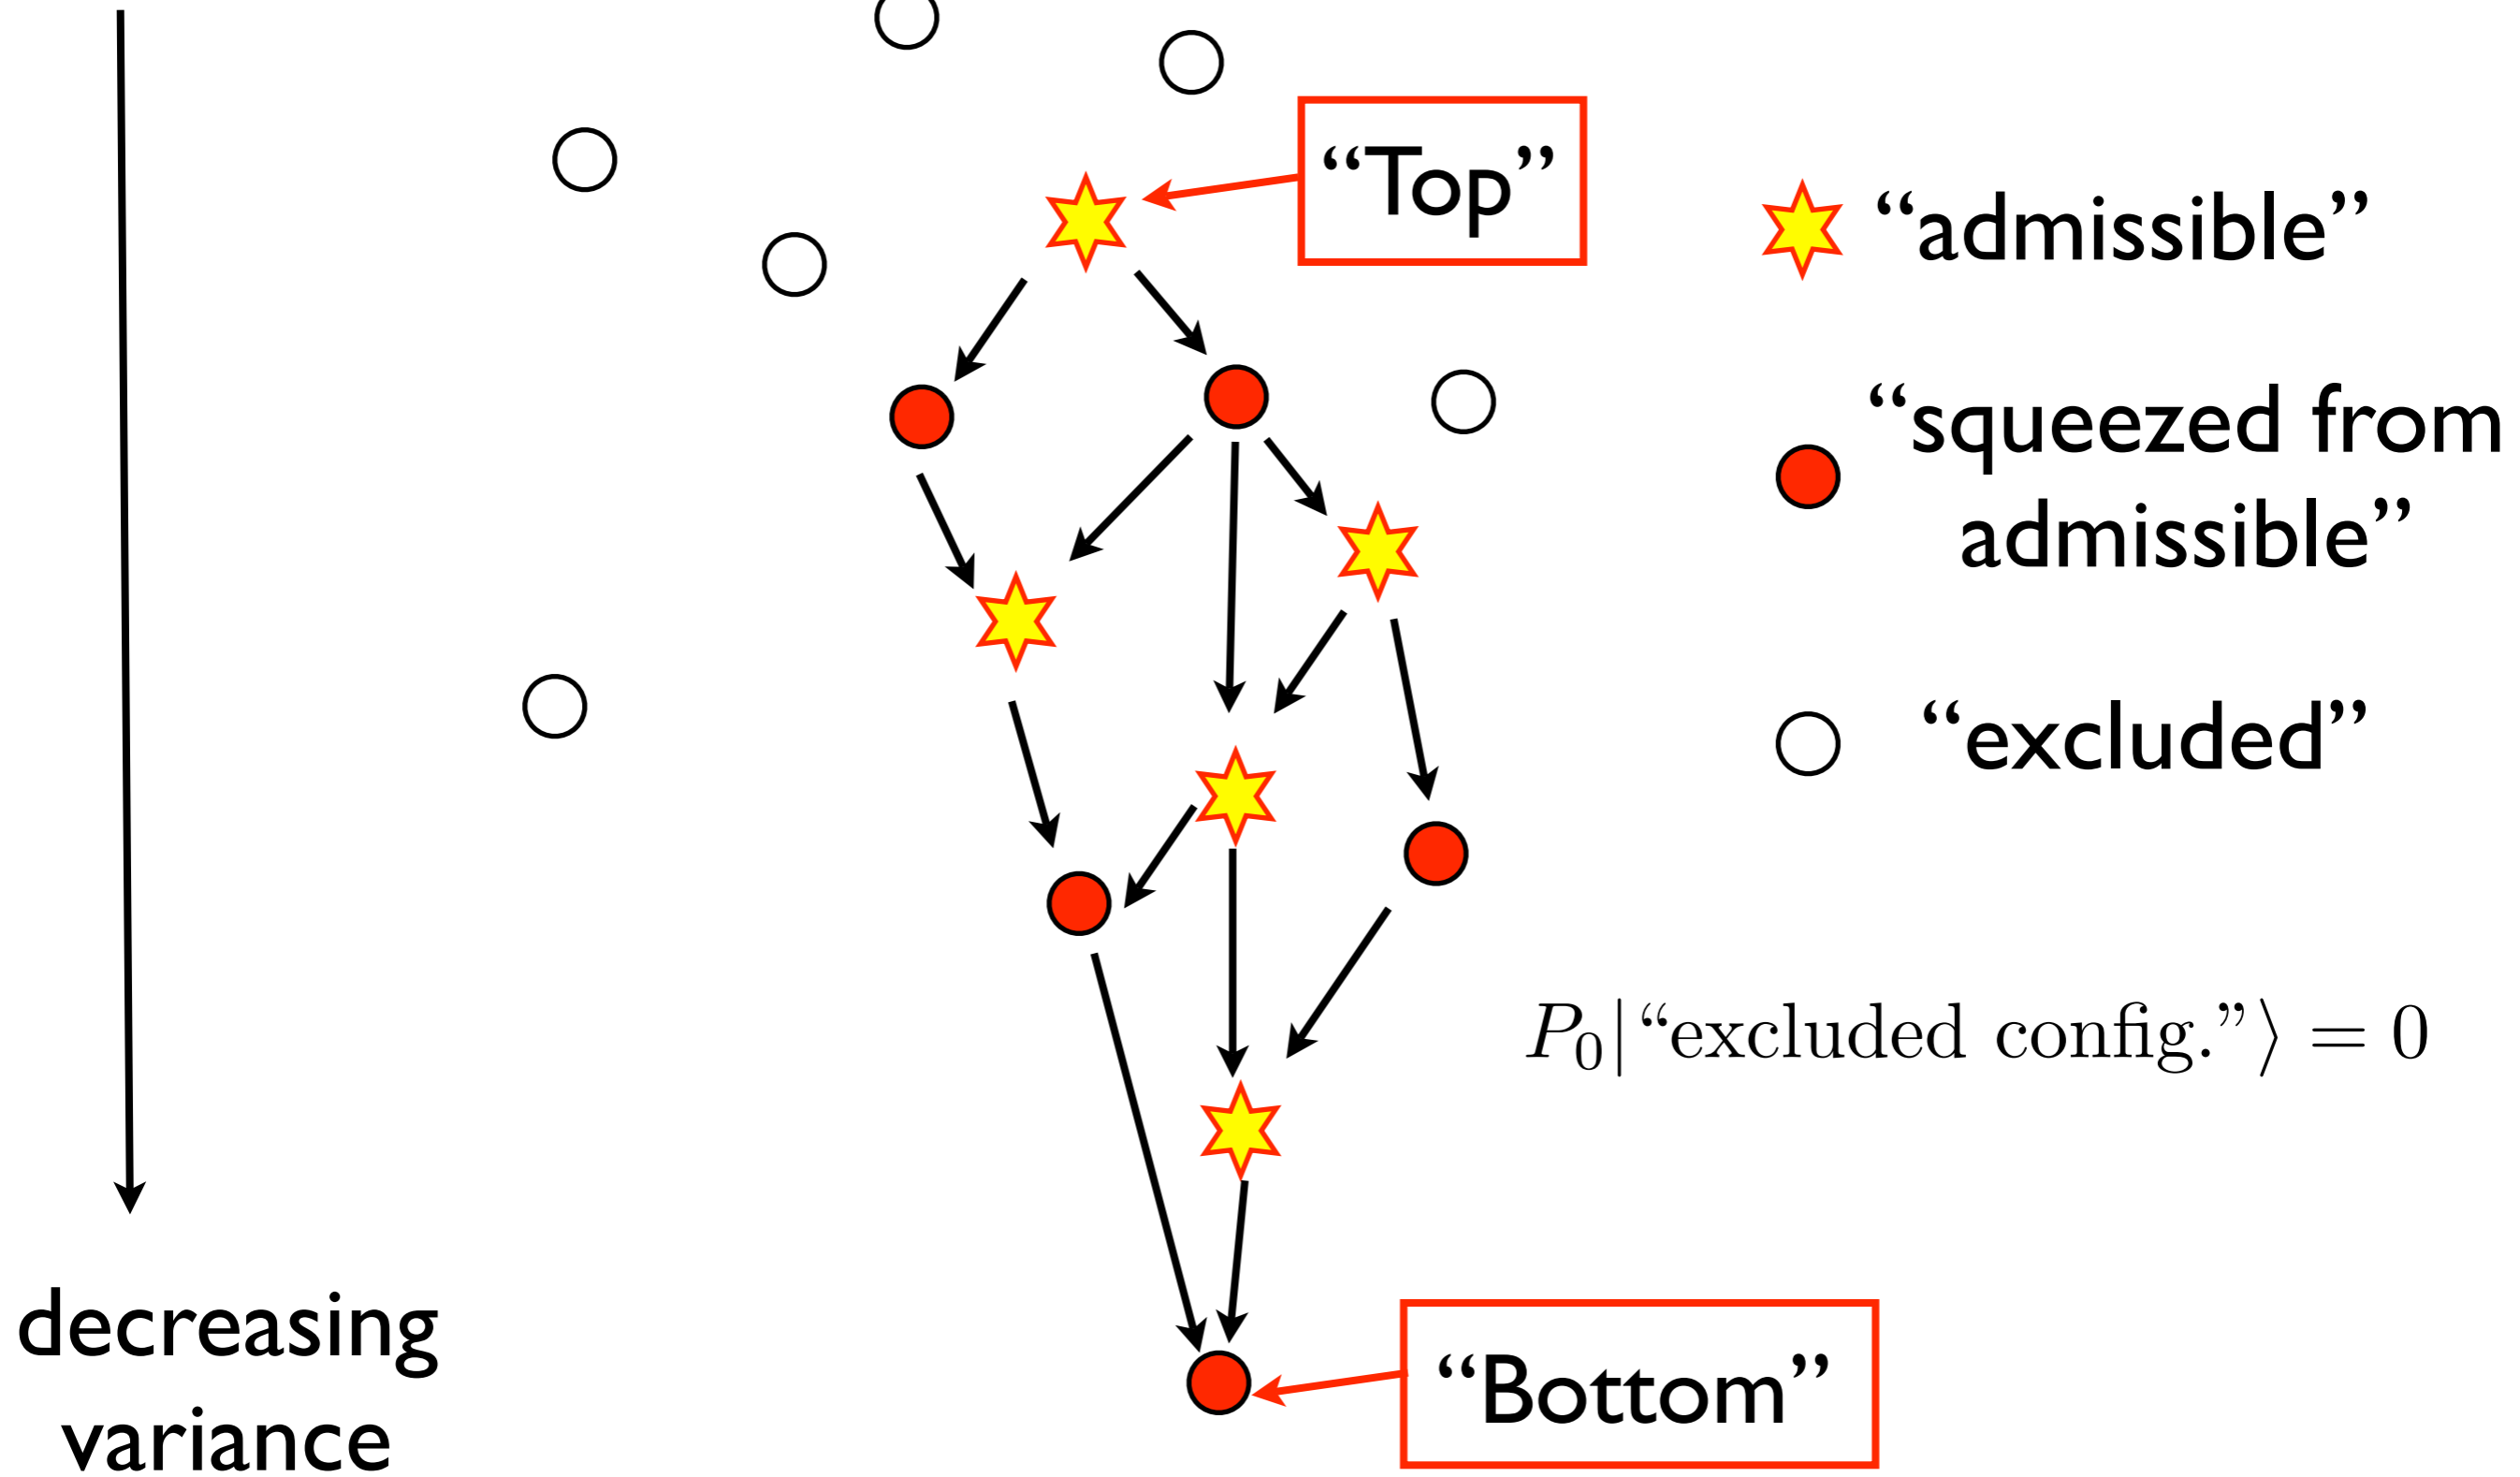 “Top”
“admissible”
“squeezed from
admissible”
“excluded”
P₀|“excluded config.”⟩ = 0
“Bottom”
decreasing
variance